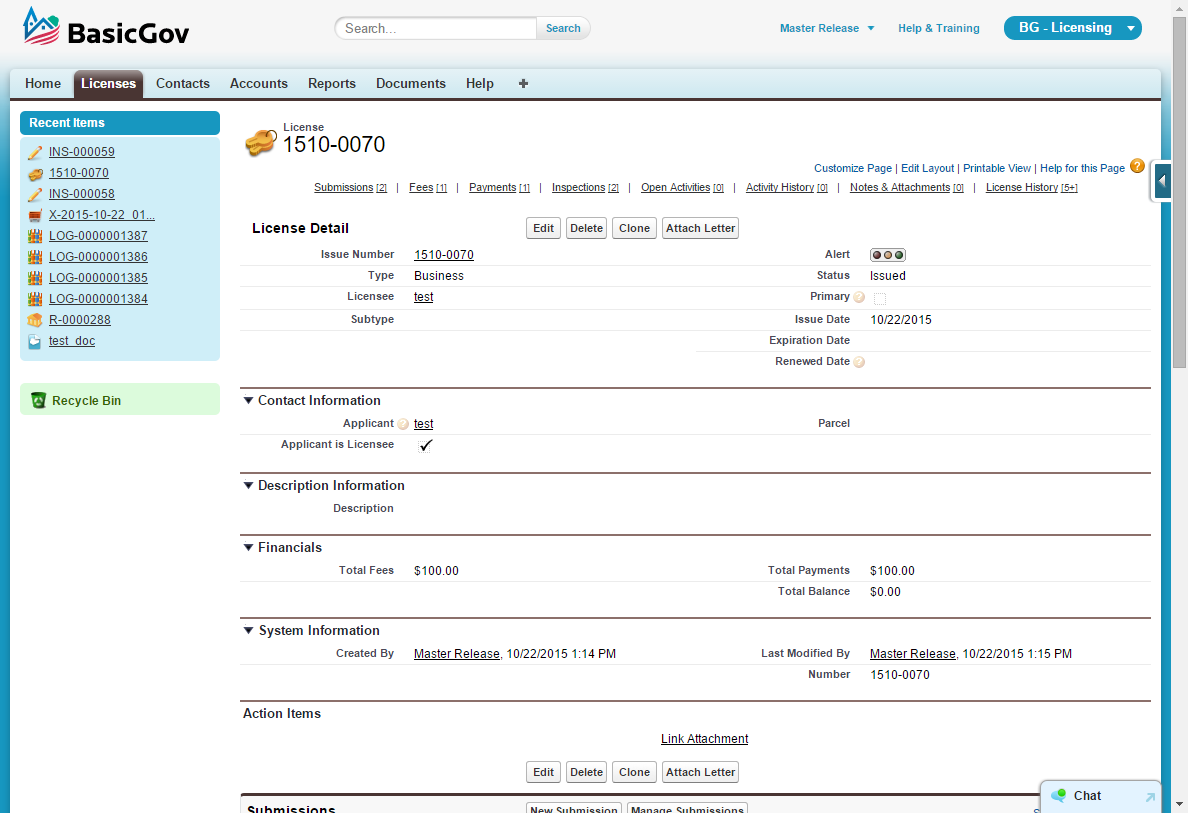 BasicGov
Search...
Search
Master Release
Help & Training
BG - Licensing
Home Licenses Contacts Accounts Reports Documents Help +
Recent Items
INS-000059
1510-0070
INS-000058
X-2015-10-22_01...
LOG-0000001387
LOG-0000001386
LOG-0000001385
LOG-0000001384
R-0000288
test_doc
Recycle Bin
License
1510-0070
Customize Page | Edit Layout | Printable View | Help for this Page ?
Submissions [2] | Fees [1] | Payments [1] | Inspections [2] | Open Activities [0] | Activity History [0] | Notes & Attachments [0] | License History [5+]
License Detail
Edit Delete Clone Attach Letter
Issue Number 1510-0070 Alert
Type Business Status Issued
Licensee test Primary ?
Subtype Issue Date 10/22/2015
Expiration Date
Renewed Date ?
Contact Information
Applicant ? test Parcel
Applicant is Licensee
Description Information
Description
Financials
Total Fees $100.00 Total Payments $100.00
Total Balance $0.00
System Information
Created By Master Release, 10/22/2015 1:14 PM Last Modified By Master Release, 10/22/2015 1:15 PM
Number 1510-0070
Action Items
Link Attachment
Edit Delete Clone Attach Letter
Submissions New Submission Manage Submissions
Chat